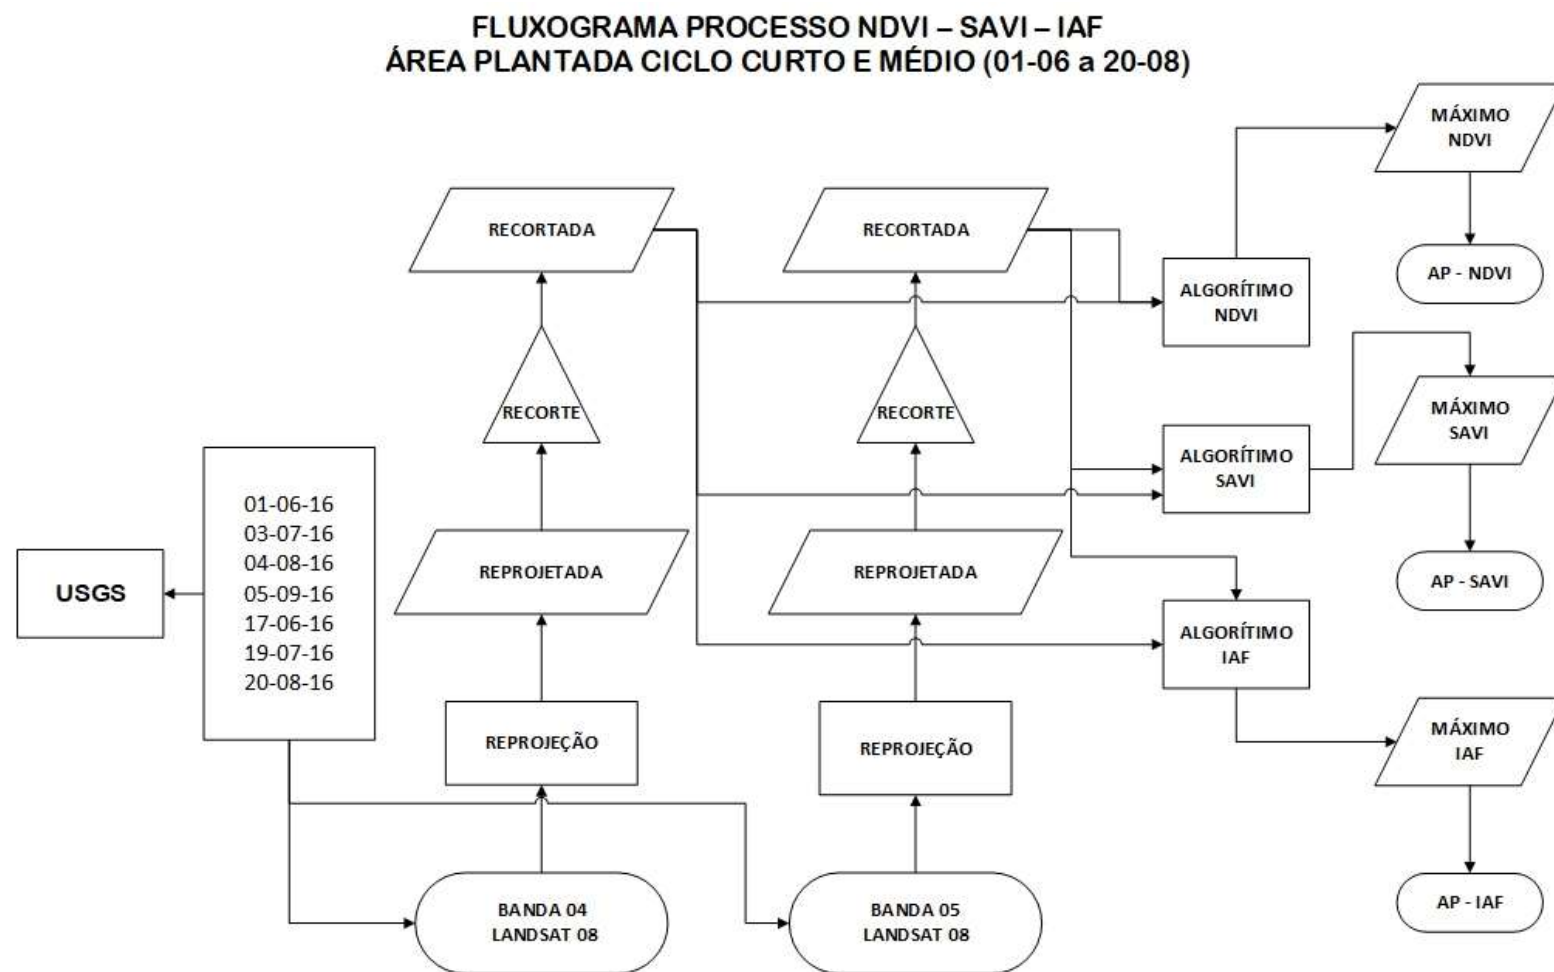 FLUXOGRAMA PROCESSO NDVI – SAVI – IAF
ÁREA PLANTADA CICLO CURTO E MÉDIO (01-06 a 20-08)
USGS
01-06-16
03-07-16
04-08-16
05-09-16
17-06-16
19-07-16
20-08-16
RECORTADA
RECORTE
REPROJETADA
REPROJEÇÃO
BANDA 04
LANDSAT 08
RECORTADA
RECORTE
REPROJETADA
REPROJEÇÃO
BANDA 05
LANDSAT 08
ALGORÍTIMO
NDVI
ALGORÍTIMO
SAVI
ALGORÍTIMO
IAF
MÁXIMO
NDVI
AP - NDVI
MÁXIMO
SAVI
AP - SAVI
MÁXIMO
IAF
AP - IAF